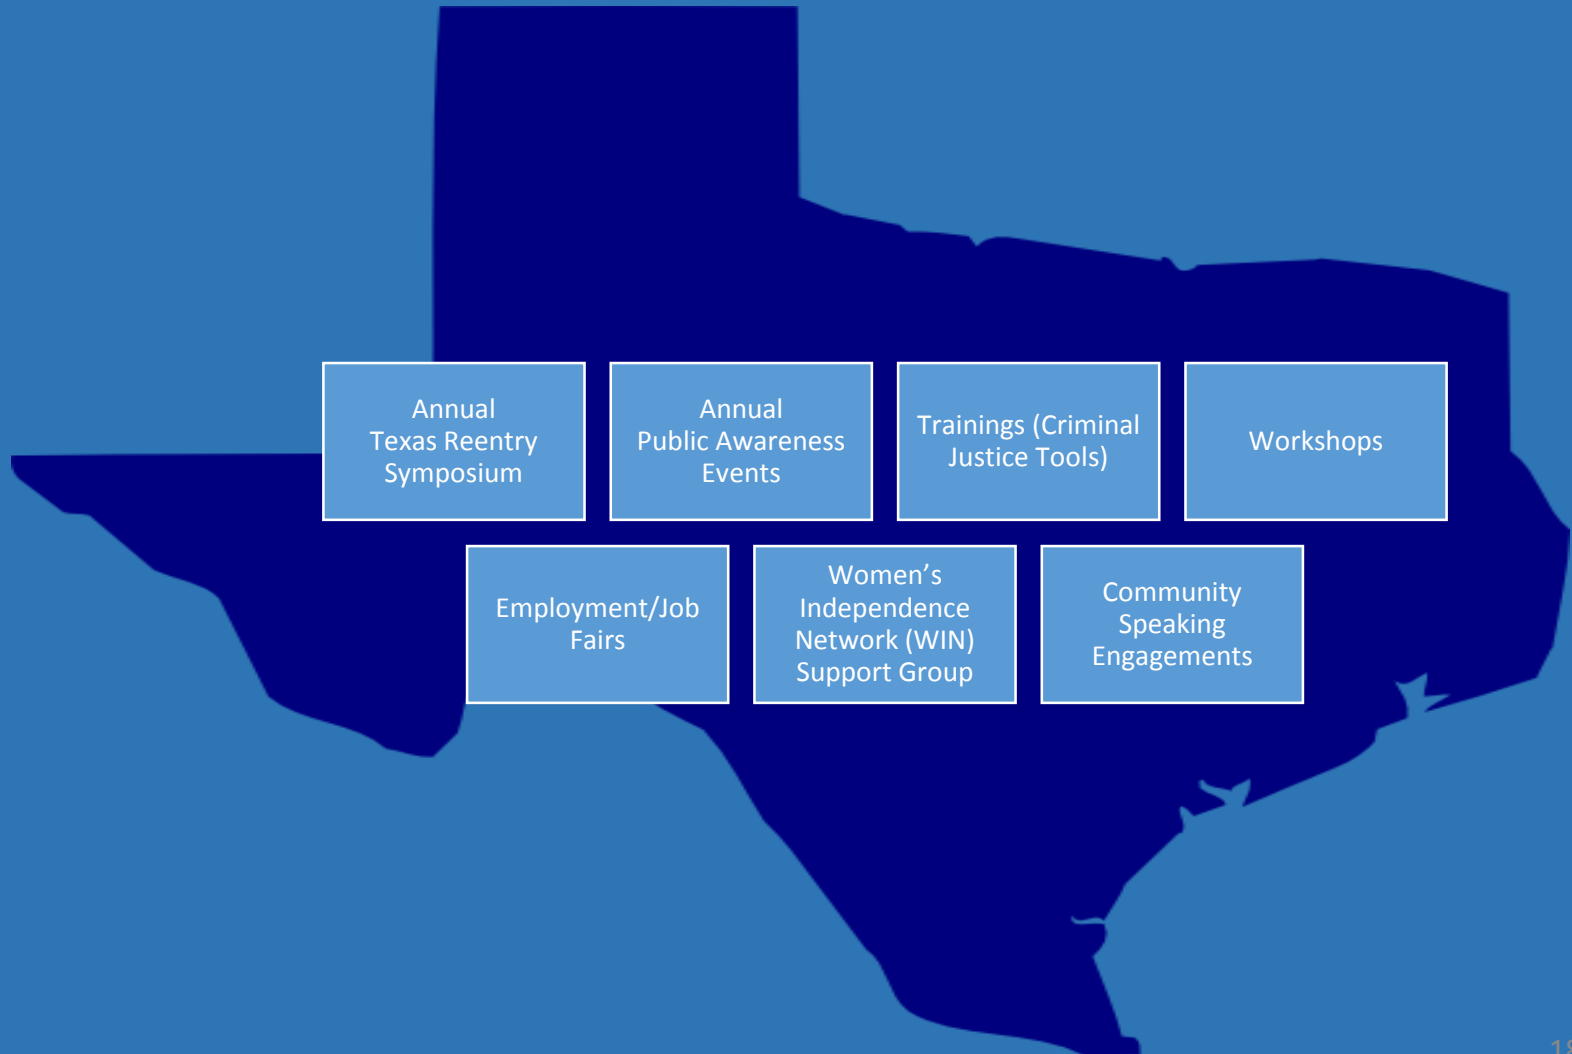 Annual
Texas Reentry
Symposium
Annual
Public Awareness
Events
Trainings (Criminal
Justice Tools)
Workshops
Employment/Job
Fairs
Women’s
Independence
Network (WIN)
Support Group
Community
Speaking
Engagements
18